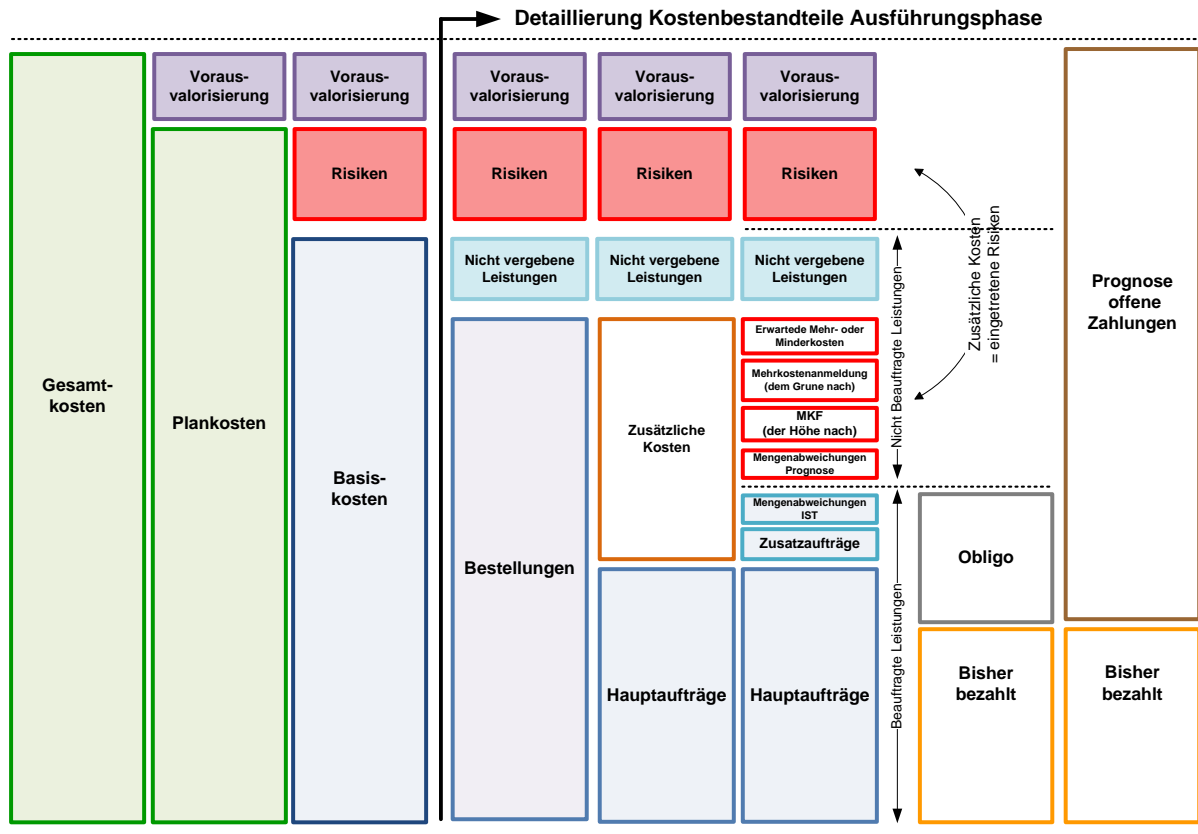 Detaillierung Kostenbestandteile Ausführungsphase
Gesamt-
kosten
Voraus-
valorisierung
Plankosten
Voraus-
valorisierung
Risiken
Basis-
kosten
Voraus-
valorisierung
Risiken
Nicht vergebene
Leistungen
Bestellungen
Voraus-
valorisierung
Risiken
Nicht vergebene
Leistungen
Zusätzliche
Kosten
Hauptaufträge
Voraus-
valorisierung
Risiken
Nicht vergebene
Leistungen
Erwartede Mehr- oder
Minderkosten
Mehrkostenanmeldung
(dem Grune nach)
MKF
(der Höhe nach)
Mengenabweichungen
Prognose
Mengenabweichungen
IST
Zusatzaufträge
Hauptaufträge
Nicht Beauftragte Leistungen
Beauftragte Leistungen
Zusätzliche Kosten
= eingetretene Risiken
Obligo
Bisher
bezahlt
Prognose
offene
Zahlungen
Bisher
bezahlt